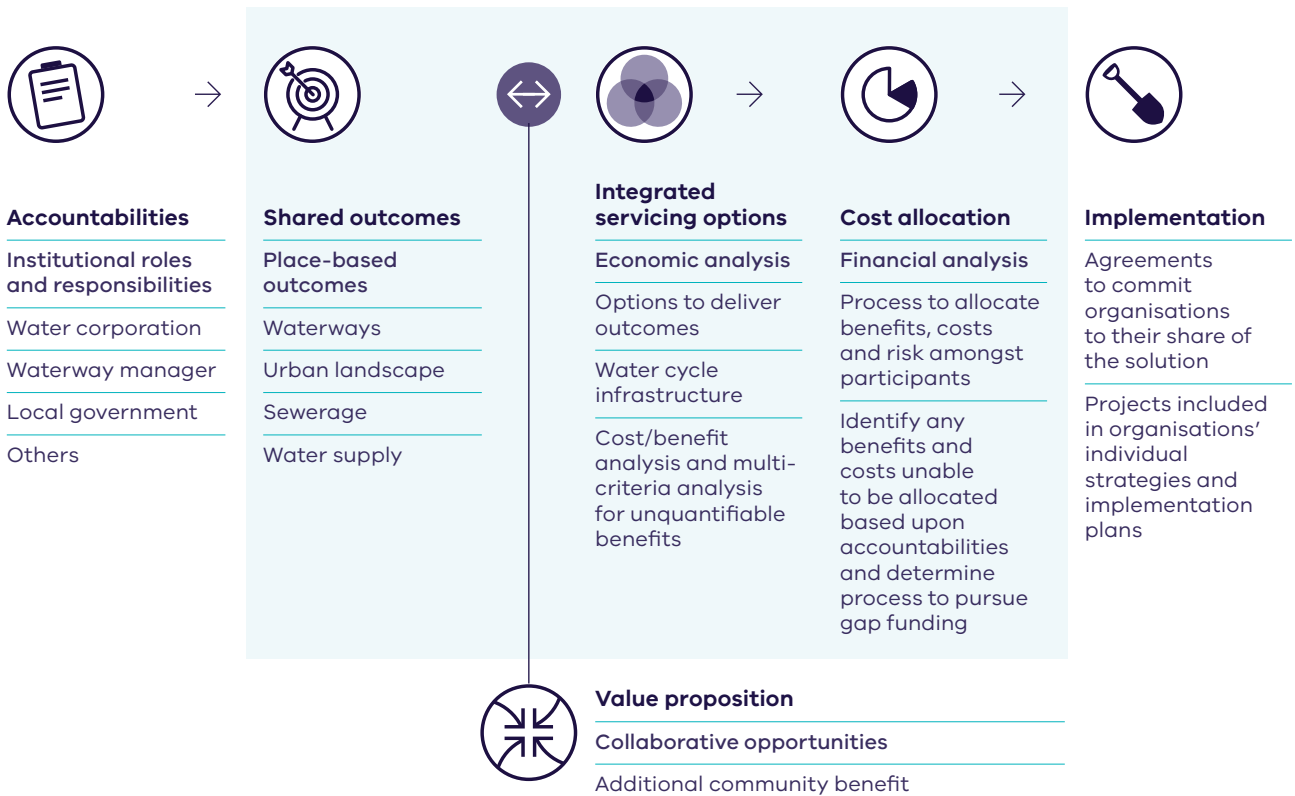 Accountabilities
Institutional roles
and responsibilities
Water corporation
Waterway manager
Local government
Others
Shared outcomes
Place-based
outcomes
Waterways
Urban landscape
Sewerage
Water supply
Integrated
servicing options
Economic analysis
Options to deliver
outcomes
Water cycle
infrastructure
Cost/benefit
analysis and multi-
criteria analysis
for unquantifiable
benefits
Cost allocation
Financial analysis
Process to allocate
benefits, costs
and risk amongst
participants
Identify any
benefits and
costs unable
to be allocated
based upon
accountabilities
and determine
process to pursue
gap funding
Implementation
Agreements
to commit
organisations
to their share of
the solution
Projects included
in organisations’
individual
strategies and
implementation
plans
Value proposition
Collaborative opportunities
Additional community benefit